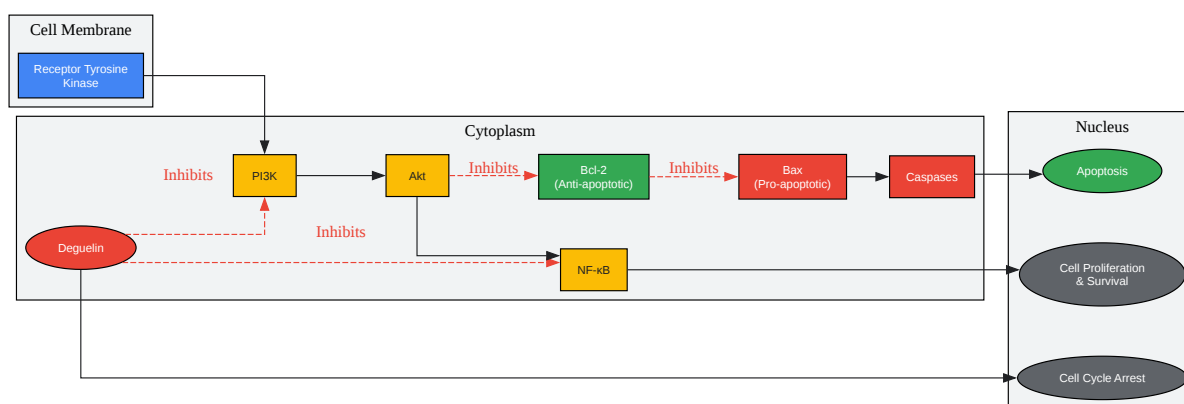 Cell Membrane
Receptor Tyrosine
Kinase
Cytoplasm
Nucleus
Inhibits
PI3K
Akt
Inhibits
Bcl-2
(Anti-apoptotic)
Inhibits
Bax
(Pro-apoptotic)
Caspases
Apoptosis
Deguelin
Inhibits
NF-κB
Cell Proliferation
& Survival
Cell Cycle Arrest